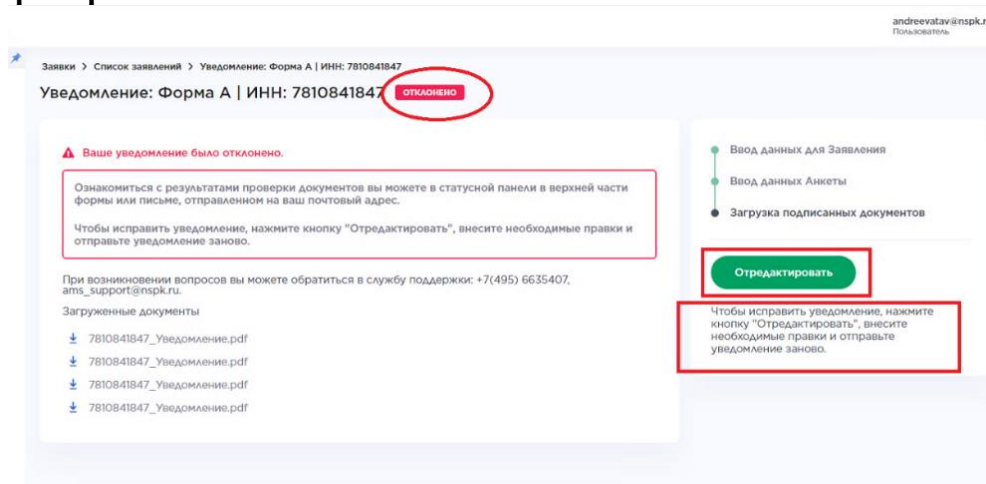 andreevatav@nspk.r
Пользователь
Заявки > Список заявлений > Уведомление: Форма А | ИНН: 7810841847
Уведомление: Форма А | ИНН: 7810841847 ОТКЛОНЕНО
Ваше уведомление было отклонено.
Ознакомиться с результатами проверки документов вы можете в статусной панели в верхней части
формы или письме, отправленном на ваш почтовый адрес.
Чтобы исправить уведомление, нажмите кнопку "Отредактировать", внесите необходимые правки и
отправьте уведомление заново.
При возникновении вопросов вы можете обратиться в службу поддержки: +7(495) 6635407,
ams_support@nspk.ru.
Загруженные документы
7810841847_Уведомление.pdf
7810841847_Уведомление.pdf
7810841847_Уведомление.pdf
7810841847_Уведомление.pdf
Ввод данных для Заявления
Ввод данных Анкеты
Загрузка подписанных документов
Отредактировать
Чтобы исправить уведомление, нажмите
кнопку "Отредактировать", внесите
необходимые правки и отправьте
уведомление заново.